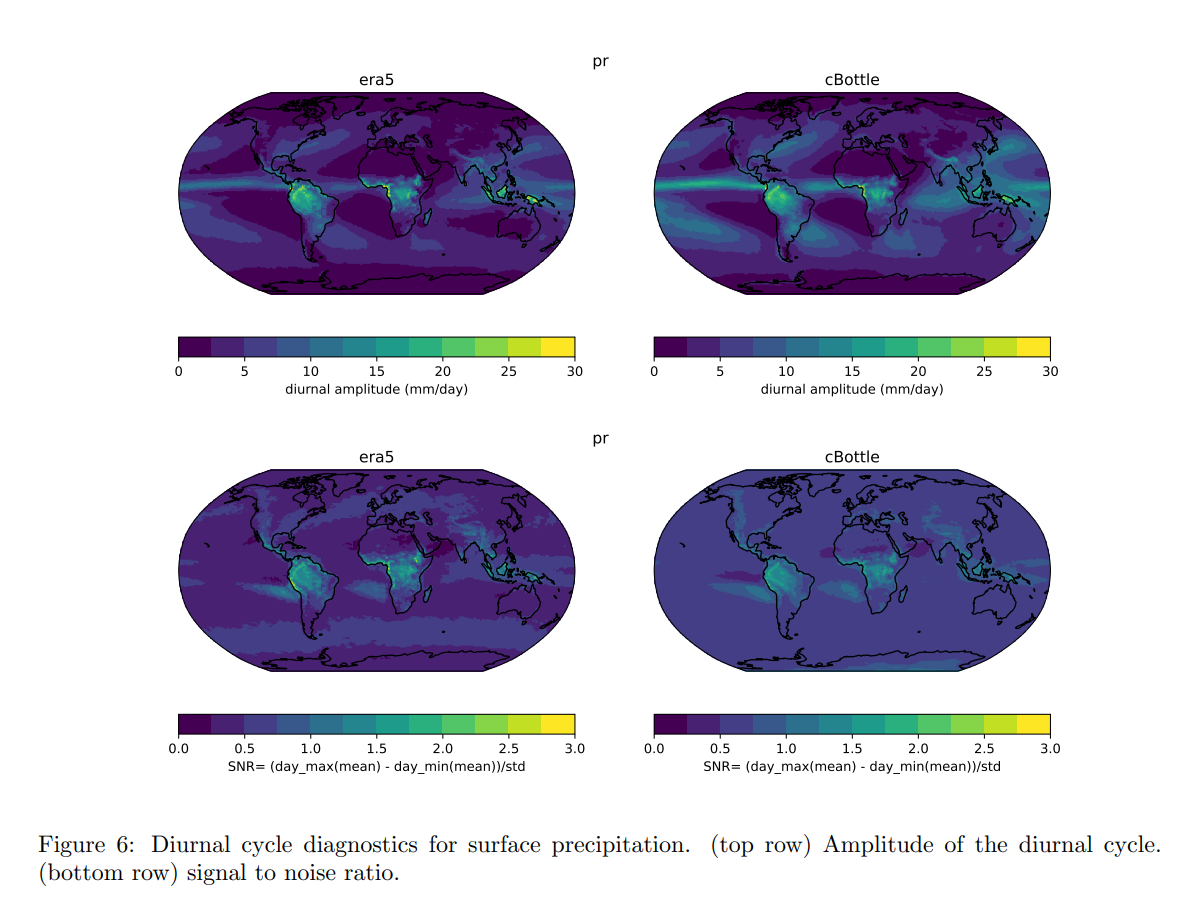 pr
era5
cBottle
0 5 10 15 20 25 30
diurnal amplitude (mm/day)
0 5 10 15 20 25 30
diurnal amplitude (mm/day)
pr
era5
cBottle
0.0 0.5 1.0 1.5 2.0 2.5 3.0
SNR= (day_max(mean) - day_min(mean))/std
0.0 0.5 1.0 1.5 2.0 2.5 3.0
SNR= (day_max(mean) - day_min(mean))/std
Figure 6: Diurnal cycle diagnostics for surface precipitation. (top row) Amplitude of the diurnal cycle.
(bottom row) signal to noise ratio.